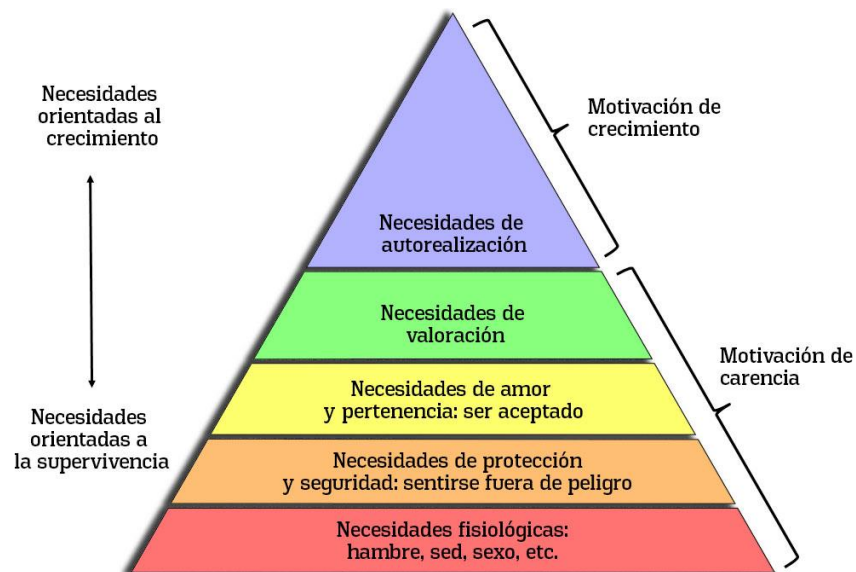 Necesidades
orientadas al
crecimiento
Motivación de
crecimiento
Necesidades de
autorealización
Necesidades de
valoración
Motivación de
carencia
Necesidades de amor
y pertenencia: ser aceptado
Necesidades
orientadas a
la supervivencia
Necesidades de protección
y seguridad: sentirse fuera de peligro
Necesidades fisiológicas:
hambre, sed, sexo, etc.